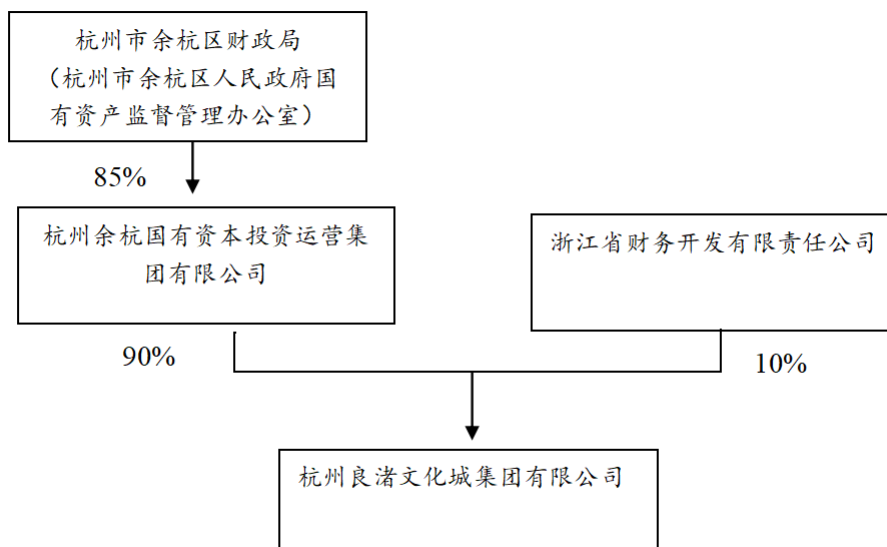 杭州市余杭区财政局
（杭州市余杭区人民政府国
有资产监督管理办公室）
85%
杭州余杭国有资本投资运营集
团有限公司
浙江省财务开发有限责任公司
90%
10%
杭州良渚文化城集团有限公司